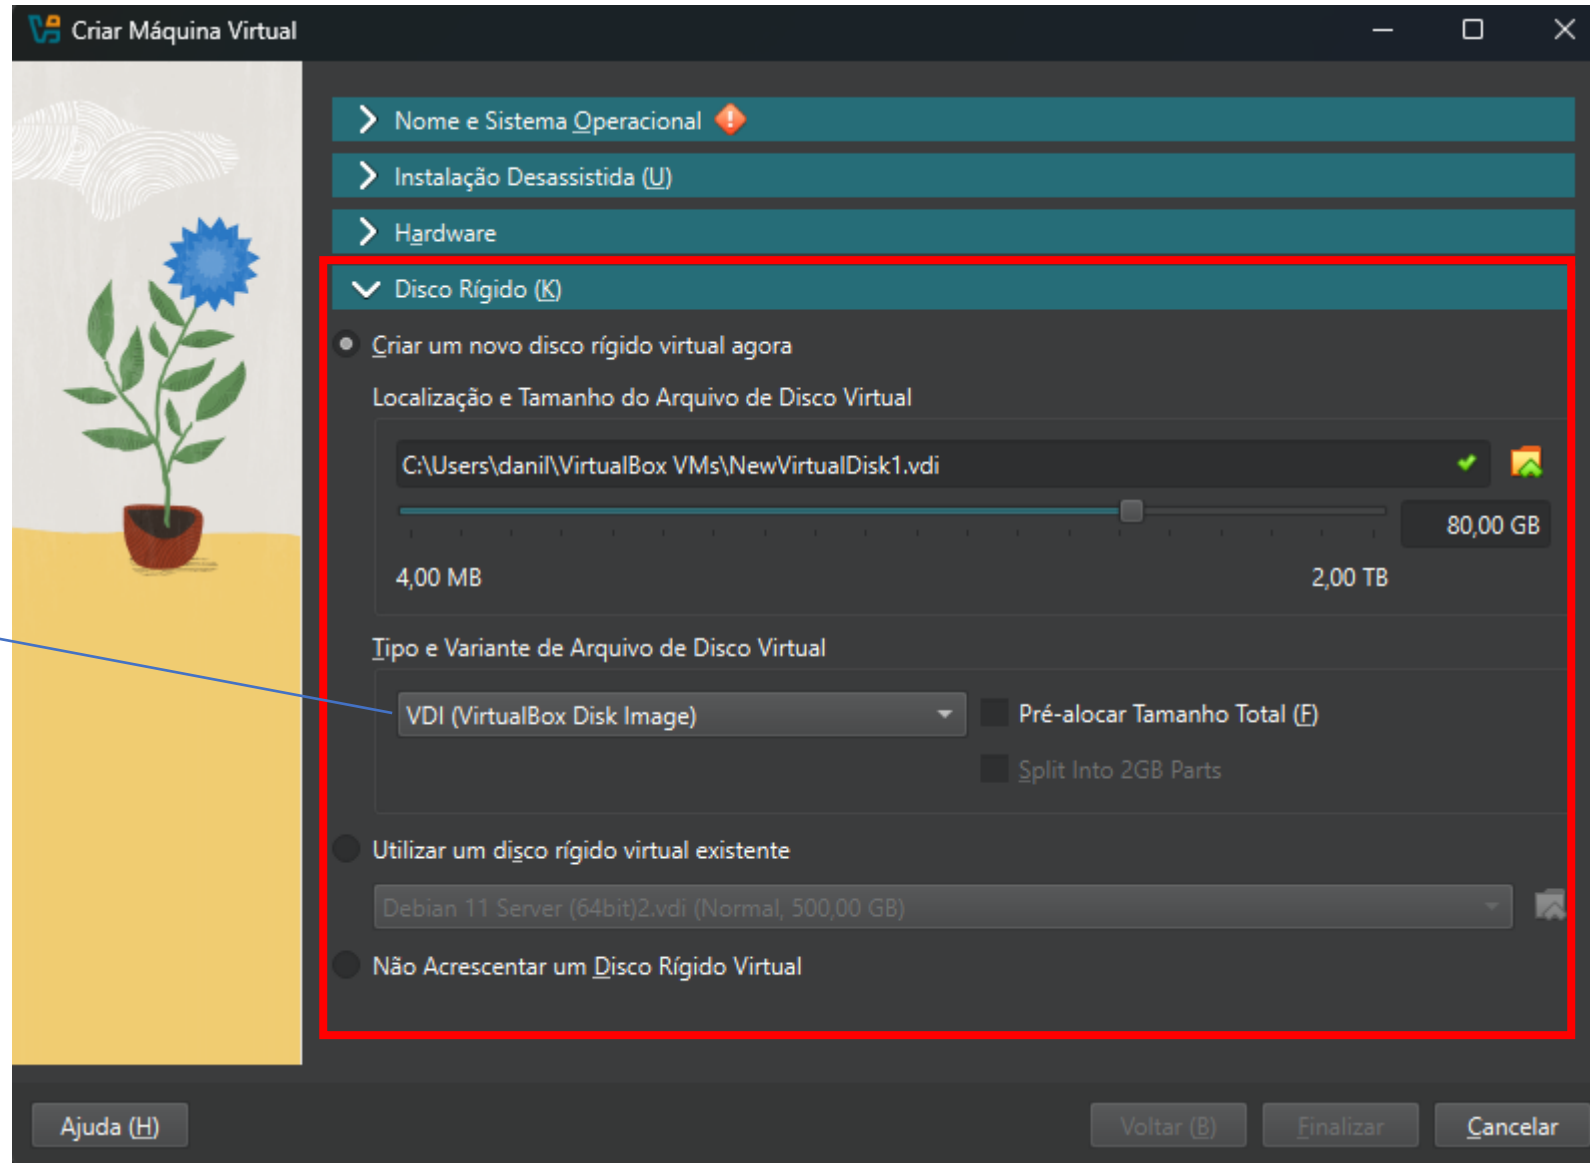 Criar Máquina Virtual
Nome e Sistema Operacional
Instalação Desassistida (U)
Hardware
Disco Rígido (K)
Criar um novo disco rígido virtual agora
Localização e Tamanho do Arquivo de Disco Virtual
C:\Users\danil\VirtualBox VMs\NewVirtualDisk1.vdi
80,00 GB
4,00 MB 2,00 TB
Tipo e Variante de Arquivo de Disco Virtual
VDI (VirtualBox Disk Image) Pré-alocar Tamanho Total (F)
Split Into 2GB Parts
Utilizar um disco rígido virtual existente
Debian 11 Server (64bit)2.vdi (Normal, 500,00 GB)
Não Acrescentar um Disco Rígido Virtual
Ajuda (H) Voltar (B) Finalizar Cancelar